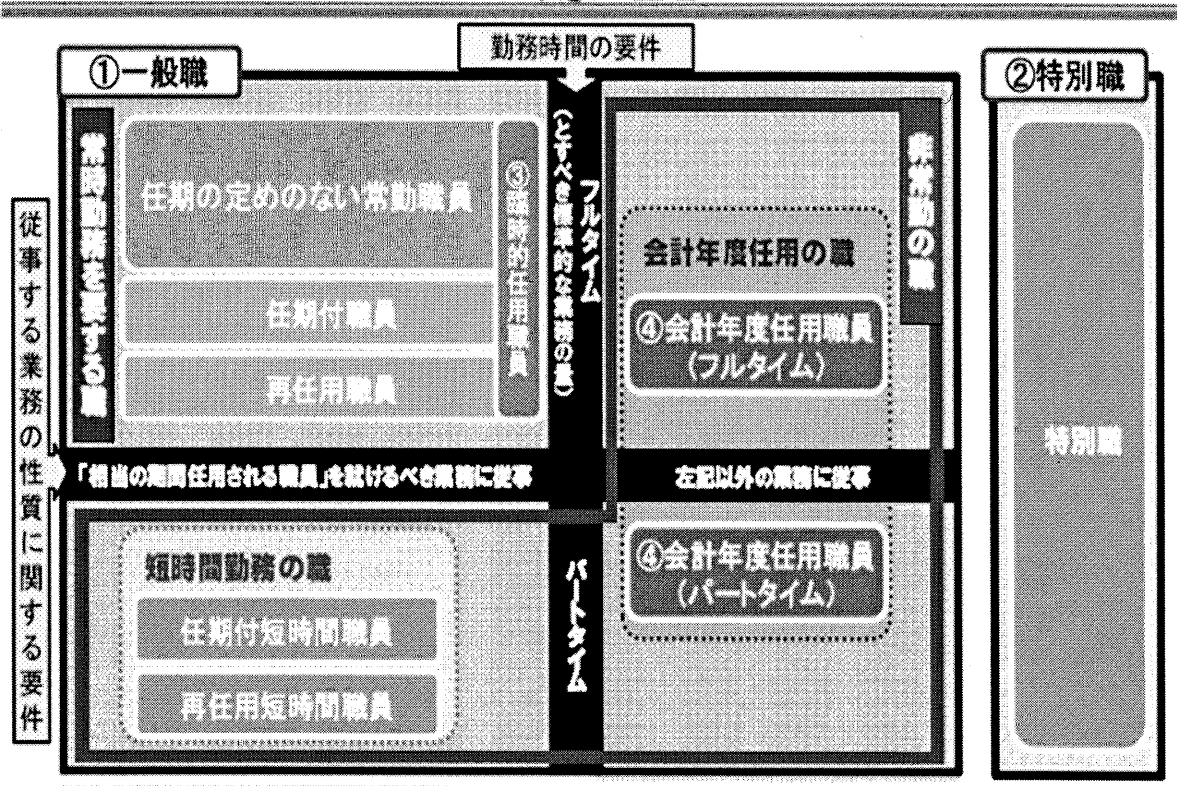 勤務時間の要件
①一般職
②特別職
従事する業務の性質に関する要件
常時勤務を要する職
任期の定めのない常勤職員
任期付職員
再任用職員
③臨時的任用職員
フルタイム
(とすべき標準的な業務の量)
非常勤の職
会計年度任用の職
④会計年度任用職員
(フルタイム)
特別職
「相当の期間任用される職員」を就けるべき業務に従事
左記以外の業務に従事
短時間勤務の職
任期付短時間職員
再任用短時間職員
パートタイム
④会計年度任用職員
(パートタイム)